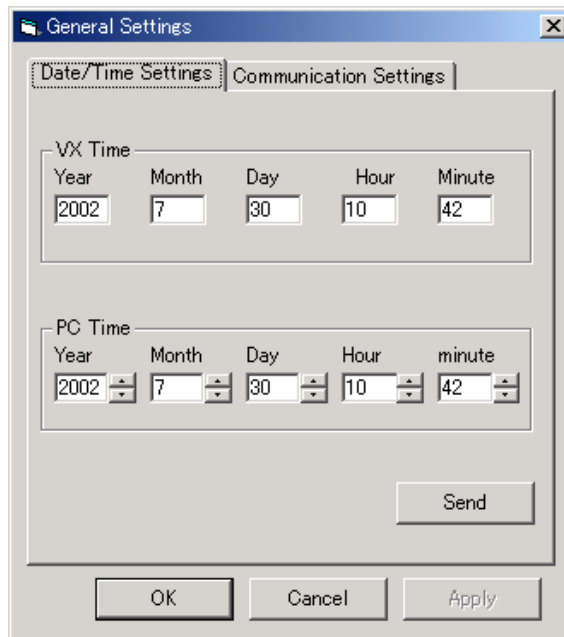 General Settings
Date/Time Settings Communication Settings
VX Time
Year Month Day Hour Minute
2002 7 30 10 42
PC Time
Year Month Day Hour minute
2002 7 30 10 42
Send
OK Cancel Apply